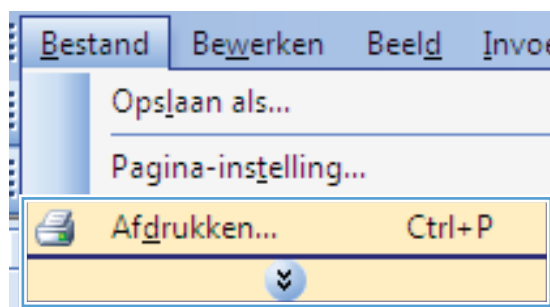 Bestand Bewerken Beeld Invoe
Opslaan als...
Pagina-instelling...
Afdrukken... Ctrl+P